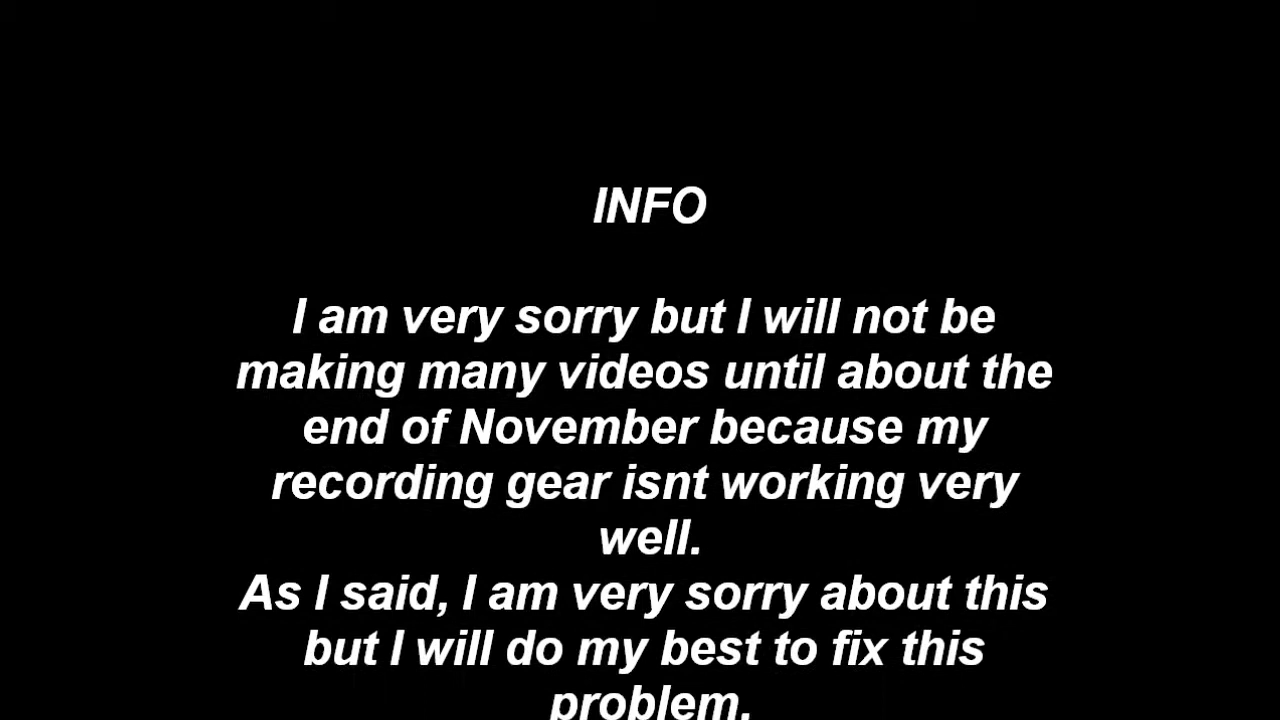 INFO
I am very sorry but I will not be
making many videos until about the
end of November because my
recording gear isnt working very
well.
As I said, I am very sorry about this
but I will do my best to fix this
problem.